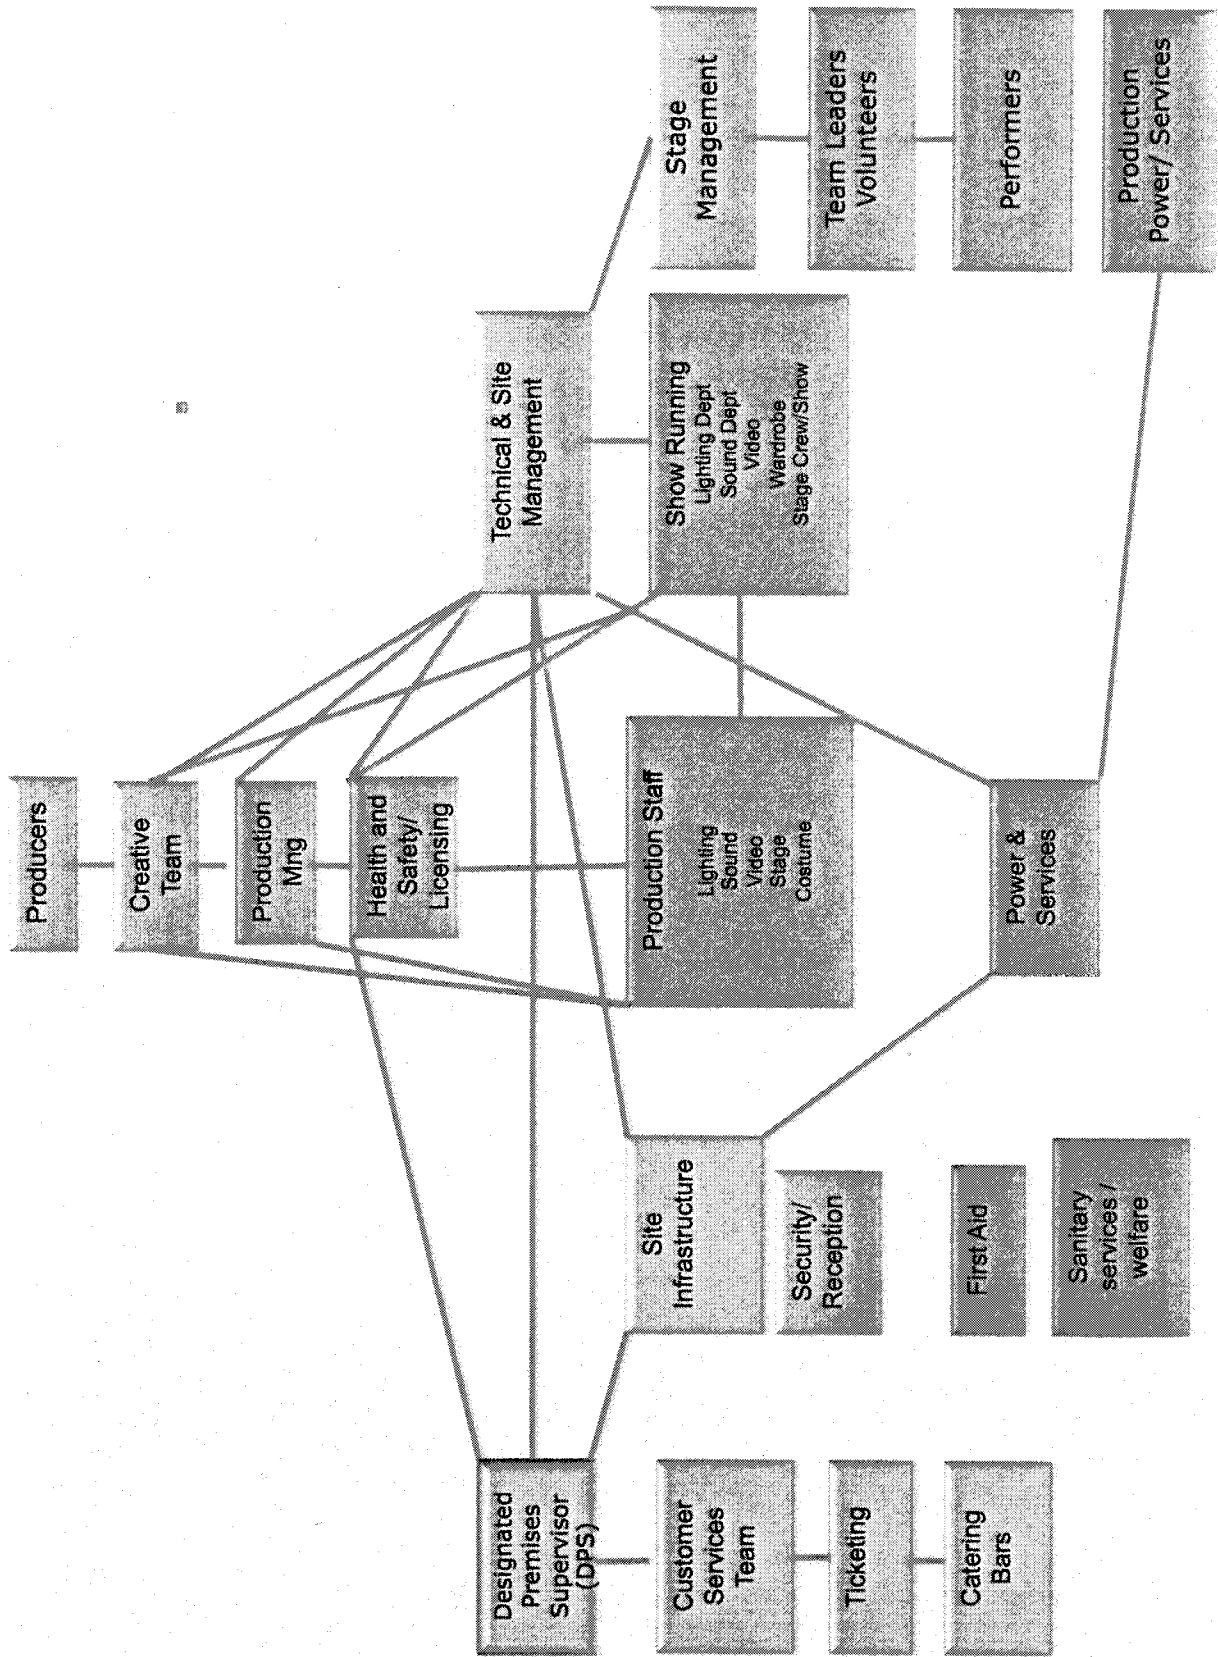 Producers
Creative
Team
Production
Mng
Health and
Safety/
Licensing
Designated
Premises
Supervisor
(DPS)
Technical & Site
Management
Customer
Services
Team
Ticketing
Catering
Bars
Site
Infrastructure
Security/
Reception
First Aid
Sanitary
services /
welfare
Production Staff
Lighting
Sound
Video
Stage
Costume
Power &
Services
Show Running
Lighting Dept
Sound Dept
Video
Wardrobe
Stage Crew/Show
Stage
Management
Team Leaders
Volunteers
Performers
Production
Power/ Services